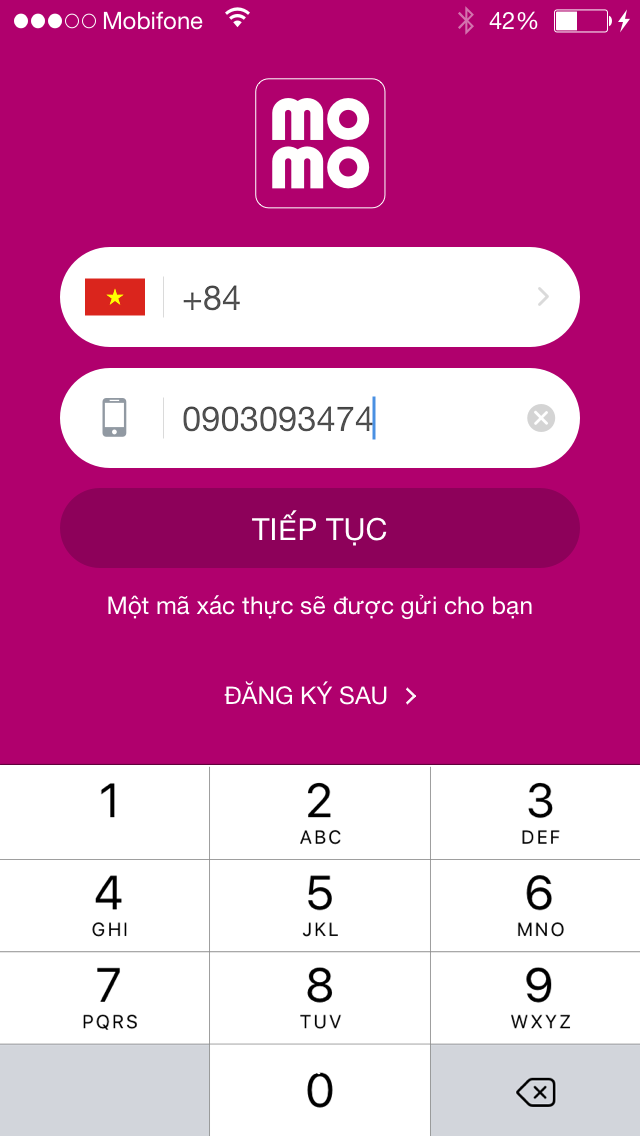 Mobifone 42%
mo
mo
+84
0903093474
TIẾP TỤC
Một mã xác thực sẽ được gửi cho bạn
ĐĂNG KÝ SAU
1 2 3
ABC DEF
4 5 6
GHI JKL MNO
7 8 9
PQRS TUV WXYZ
0